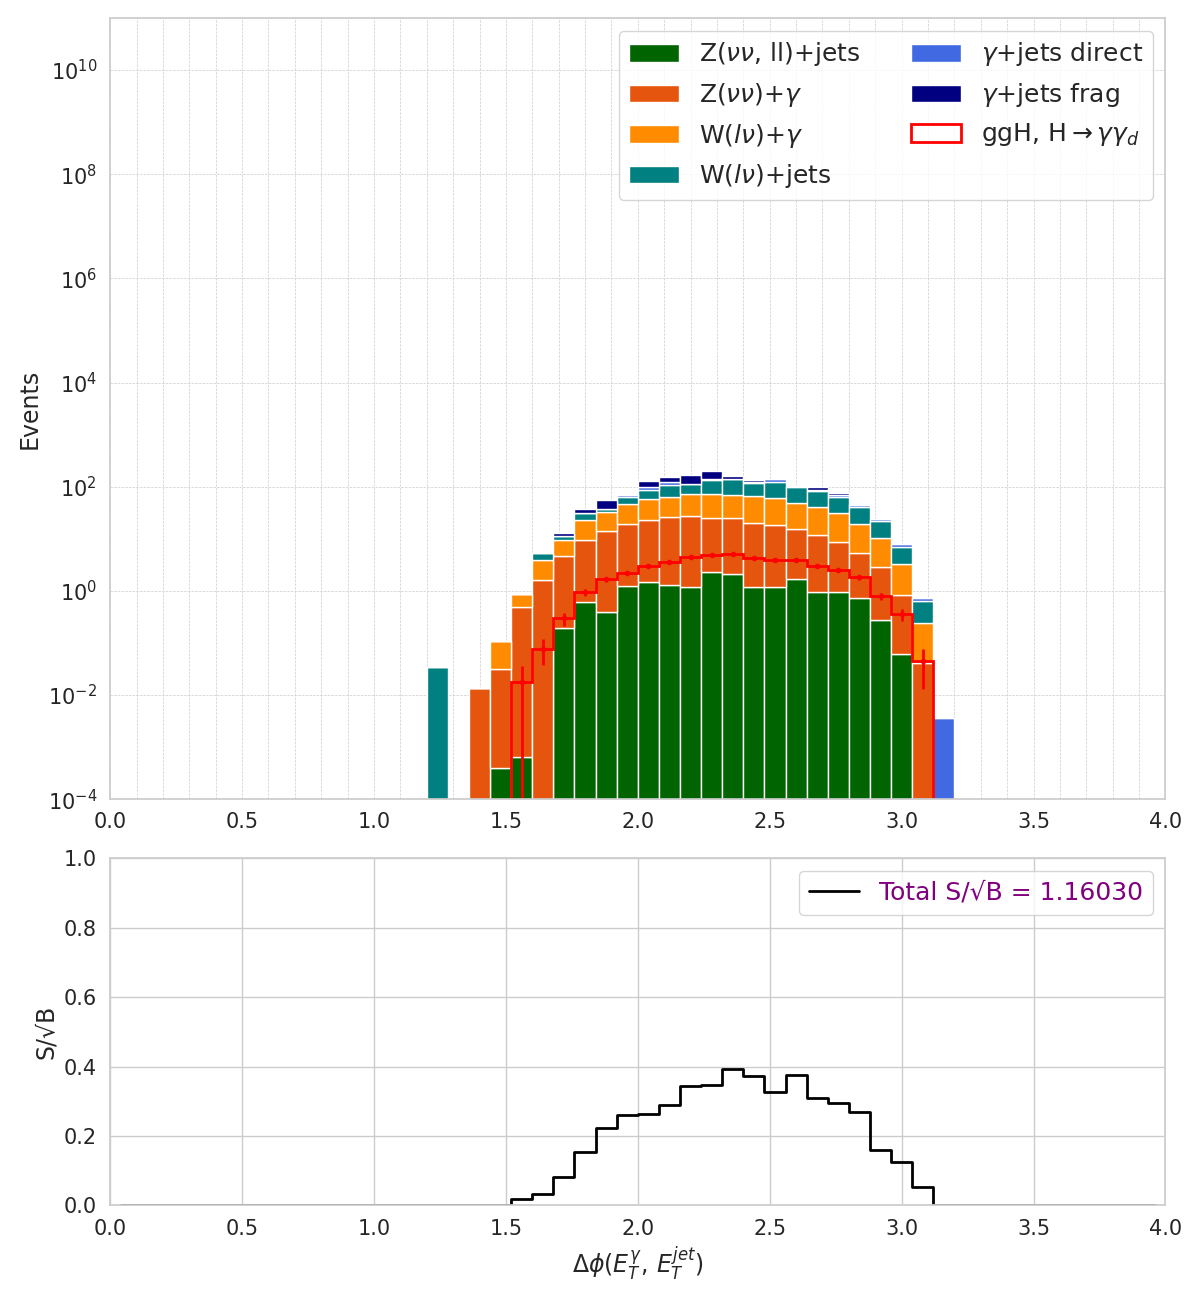 Z(νν, ll)+jets
Z(νν)+γ
W(lν)+γ
W(lν)+jets
γ+jets direct
γ+jets frag
ggH, H→γγ_d
Events
10^10
10^8
10^6
10^4
10^2
10^0
10^−2
10^−4
0.0 0.5 1.0 1.5 2.0 2.5 3.0 3.5 4.0
Total S/√B = 1.16030
S/√B
1.0
0.8
0.6
0.4
0.2
0.0
0.0 0.5 1.0 1.5 2.0 2.5 3.0 3.5 4.0
Δϕ(E_T^γ, E_T^jet)